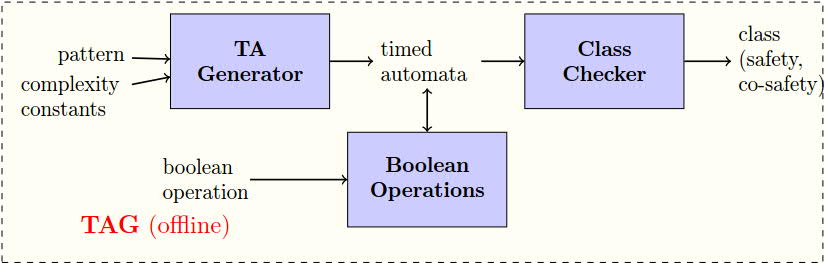 pattern
complexity
constants
TA
Generator
timed
automata
Class
Checker
class
(safety,
co-safety)
boolean
operation
Boolean
Operations
TAG (offline)